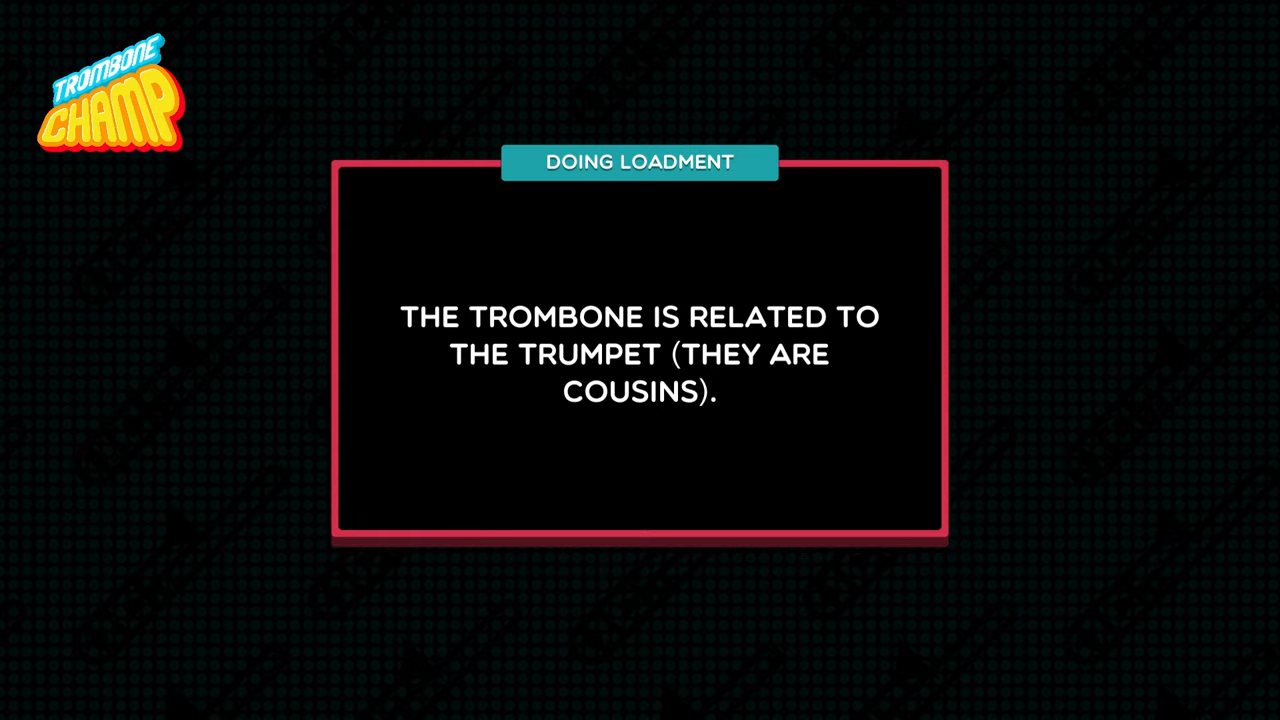 TROMBONE
CHAMP
DOING LOADMENT
THE TROMBONE IS RELATED TO
THE TRUMPET (THEY ARE
COUSINS).